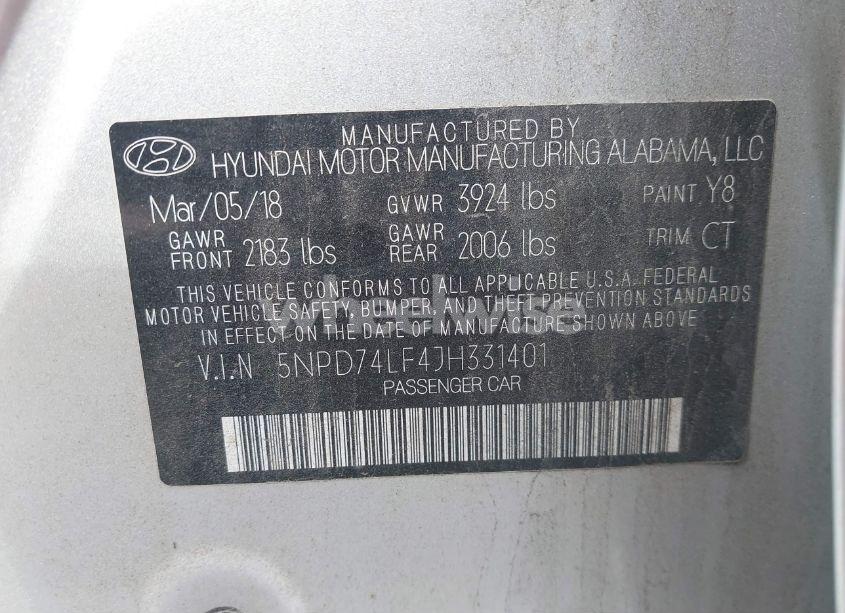 MANUFACTURED BY
HYUNDAI MOTOR MANUFACTURING ALABAMA, LLC
Mar/05/18 GVWR 3924 lbs PAINT Y8
GAWR FRONT 2183 lbs GAWR REAR 2006 lbs TRIM CT
THIS VEHICLE CONFORMS TO ALL APPLICABLE U.S.A. FEDERAL
MOTOR VEHICLE SAFETY, BUMPER, AND THEFT PREVENTION STANDARDS
IN EFFECT ON THE DATE OF MANUFACTURE SHOWN ABOVE.
wheelwise
V.I.N 5NPD74LF4JH331401
PASSENGER CAR